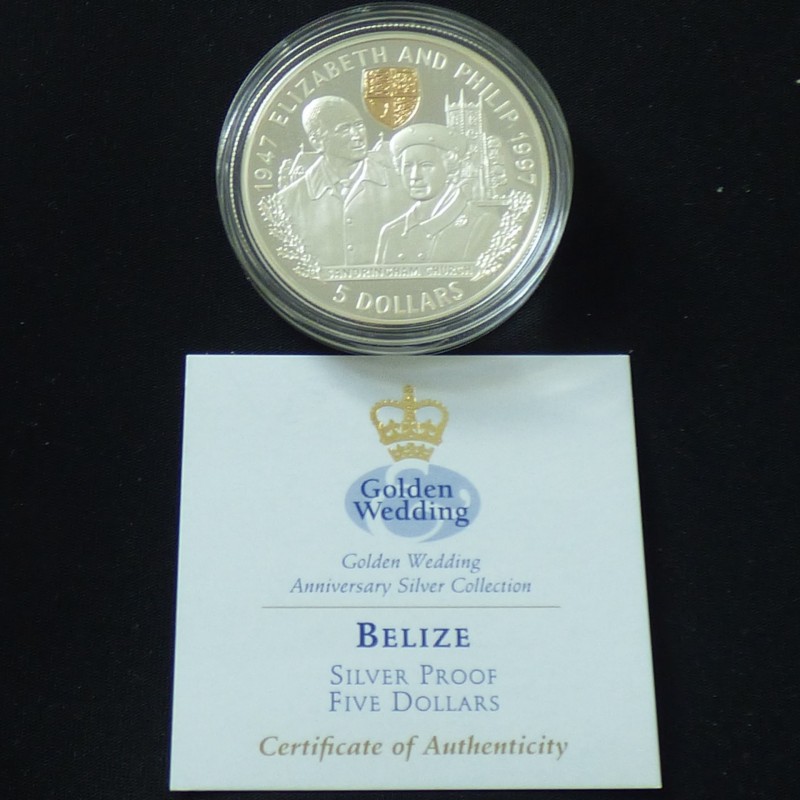 1947 ELIZABETH AND PHILIP 1997
SANDRINGHAM CHURCH
5 DOLLARS
Golden
Wedding
Golden Wedding
Anniversary Silver Collection
BELIZE
SILVER PROOF
FIVE DOLLARS
Certificate of Authenticity